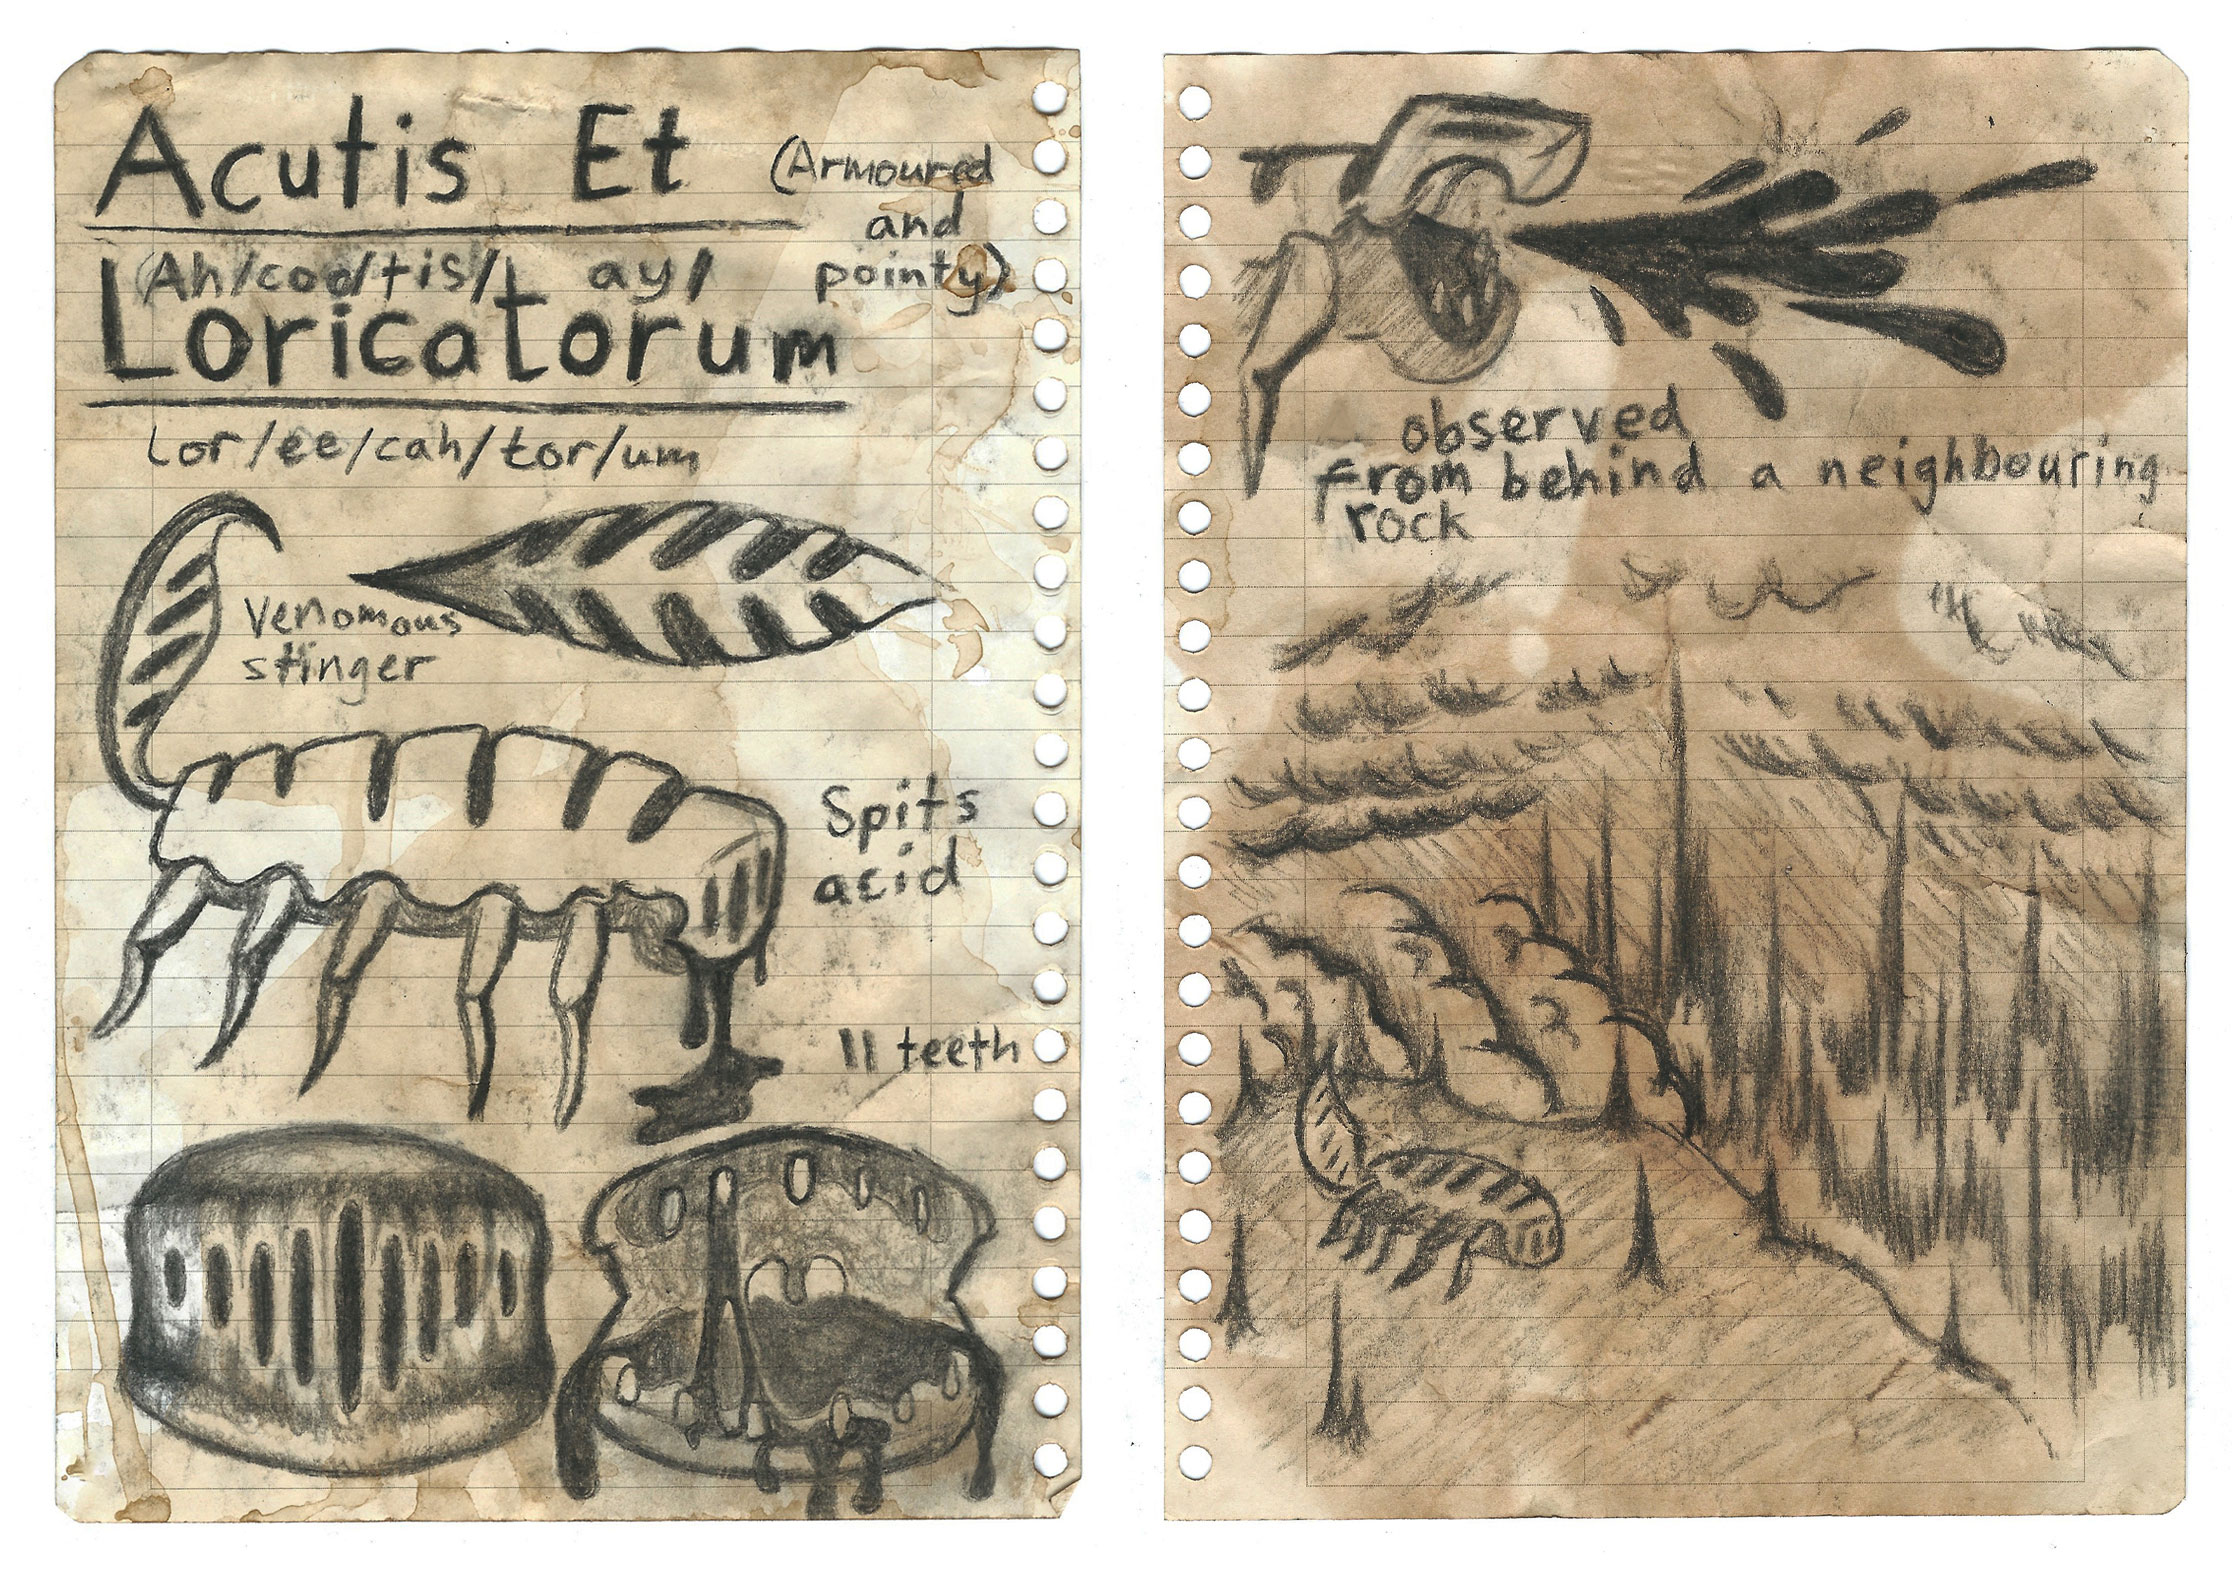 Acutis Et
(Armoured
and
pointy)
(Ah/coo/tis/t ay/
Loricatorum
Lor/ee/cah/tor/um
Venomous
stinger
Spits
acid
11 teeth
observed
from behind a neighbouring
rock